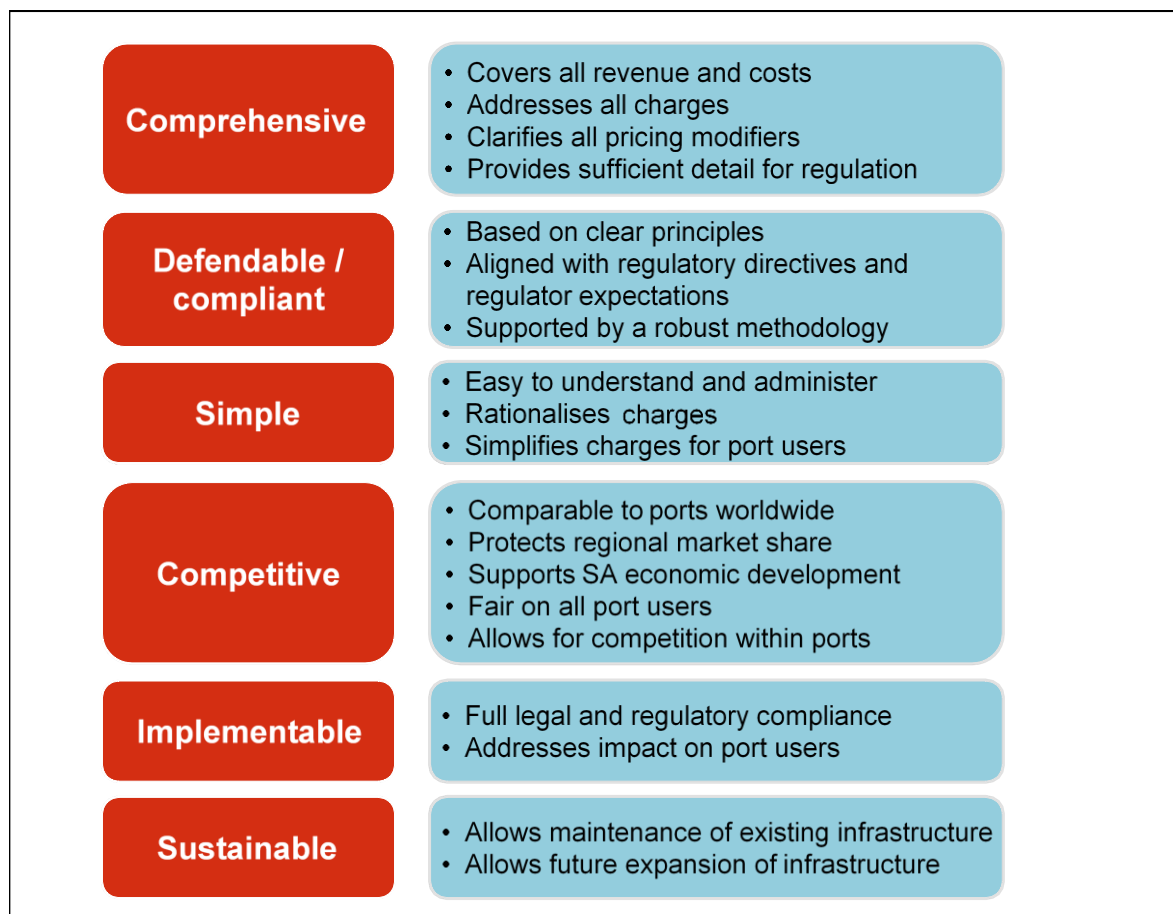 Comprehensive
• Covers all revenue and costs
• Addresses all charges
• Clarifies all pricing modifiers
• Provides sufficient detail for regulation
Defendable /
compliant
• Based on clear principles
• Aligned with regulatory directives and
regulator expectations
• Supported by a robust methodology
Simple
• Easy to understand and administer
• Rationalises charges
• Simplifies charges for port users
Competitive
• Comparable to ports worldwide
• Protects regional market share
• Supports SA economic development
• Fair on all port users
• Allows for competition within ports
Implementable
• Full legal and regulatory compliance
• Addresses impact on port users
Sustainable
• Allows maintenance of existing infrastructure
• Allows future expansion of infrastructure